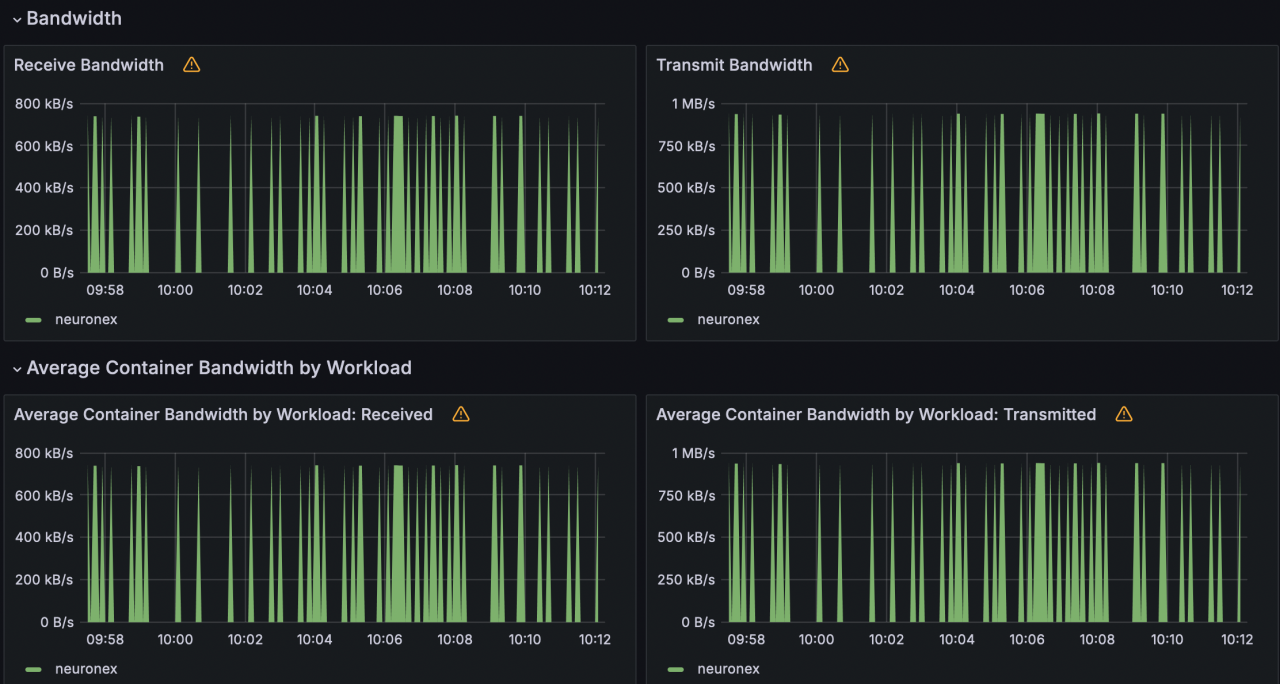 Bandwidth
Receive Bandwidth
800 kB/s
600 kB/s
400 kB/s
200 kB/s
0 B/s
09:58 10:00 10:02 10:04 10:06 10:08 10:10 10:12
neuronex
Transmit Bandwidth
1 MB/s
750 kB/s
500 kB/s
250 kB/s
0 B/s
09:58 10:00 10:02 10:04 10:06 10:08 10:10 10:12
neuronex
Average Container Bandwidth by Workload
Average Container Bandwidth by Workload: Received
800 kB/s
600 kB/s
400 kB/s
200 kB/s
0 B/s
09:58 10:00 10:02 10:04 10:06 10:08 10:10 10:12
neuronex
Average Container Bandwidth by Workload: Transmitted
1 MB/s
750 kB/s
500 kB/s
250 kB/s
0 B/s
09:58 10:00 10:02 10:04 10:06 10:08 10:10 10:12
neuronex